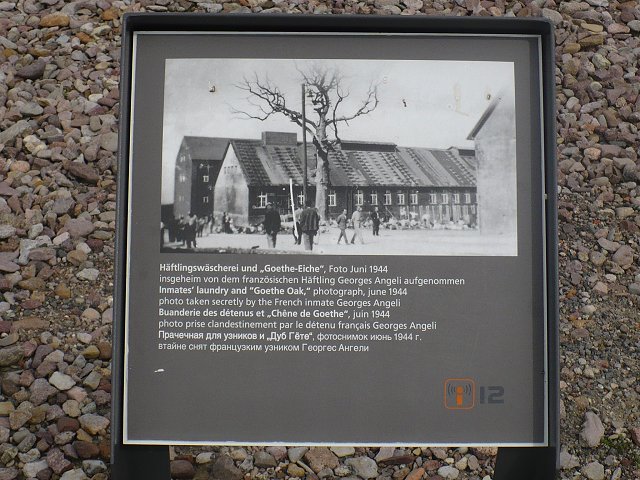 Häftlingswäscherei und „Goethe-Eiche“, Foto Juni 1944
insgeheim von dem französischen Häftling Georges Angeli aufgenommen
Inmates' laundry and “Goethe Oak,” photograph, june 1944
photo taken secretly by the French inmate Georges Angeli
Buanderie des détenus et „Chêne de Goethe“, juin 1944
photo prise clandestinement par le détenu français Georges Angeli
Прачечная для узников и „Дуб Гёте“, фотоснимок июнь 1944 г.
втайне снят француэким узником Георгес Ангели
i 12